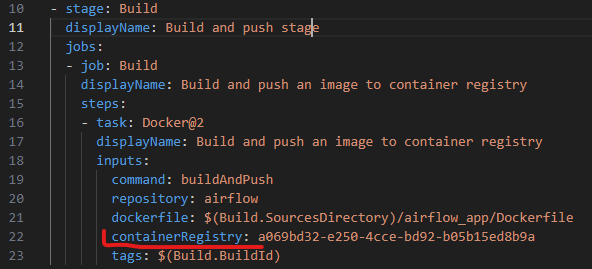 10 - stage: Build
11 displayName: Build and push stage
12 jobs:
13 - job: Build
14 displayName: Build and push an image to container registry
15 steps:
16 - task: Docker@2
17 displayName: Build and push an image to container registry
18 inputs:
19 command: buildAndPush
20 repository: airflow
21 dockerfile: $(Build.SourcesDirectory)/airflow_app/Dockerfile
22 containerRegistry: a069bd32-e250-4cce-bd92-b05b15ed8b9a
23 tags: $(Build.BuildId)